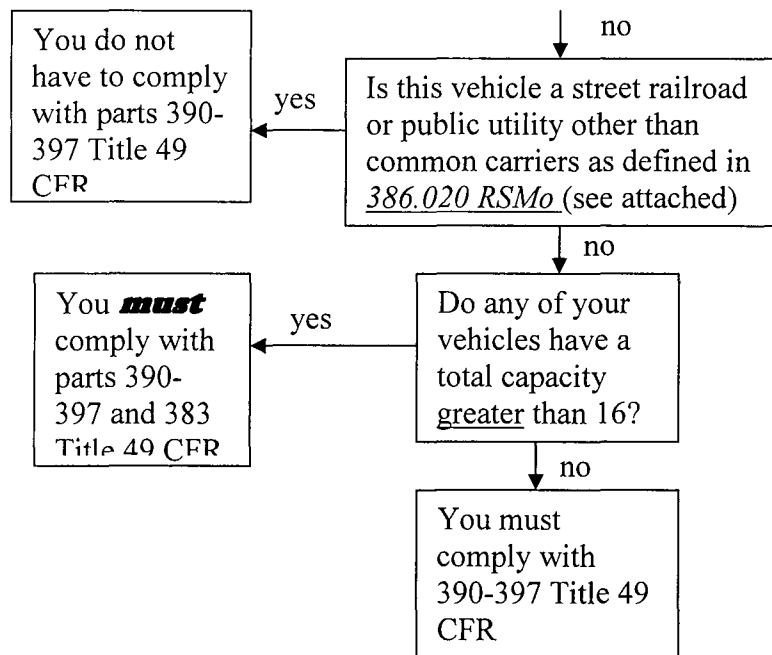 no
You do not
have to comply
with parts 390-
397 Title 49
CFR
yes
Is this vehicle a street railroad
or public utility other than
common carriers as defined in
386.020 RSMo (see attached)
no
You must
comply with
parts 390-
397 and 383
Title 49 CFR
yes
Do any of your
vehicles have a
total capacity
greater than 16?
no
You must
comply with
390-397 Title 49
CFR